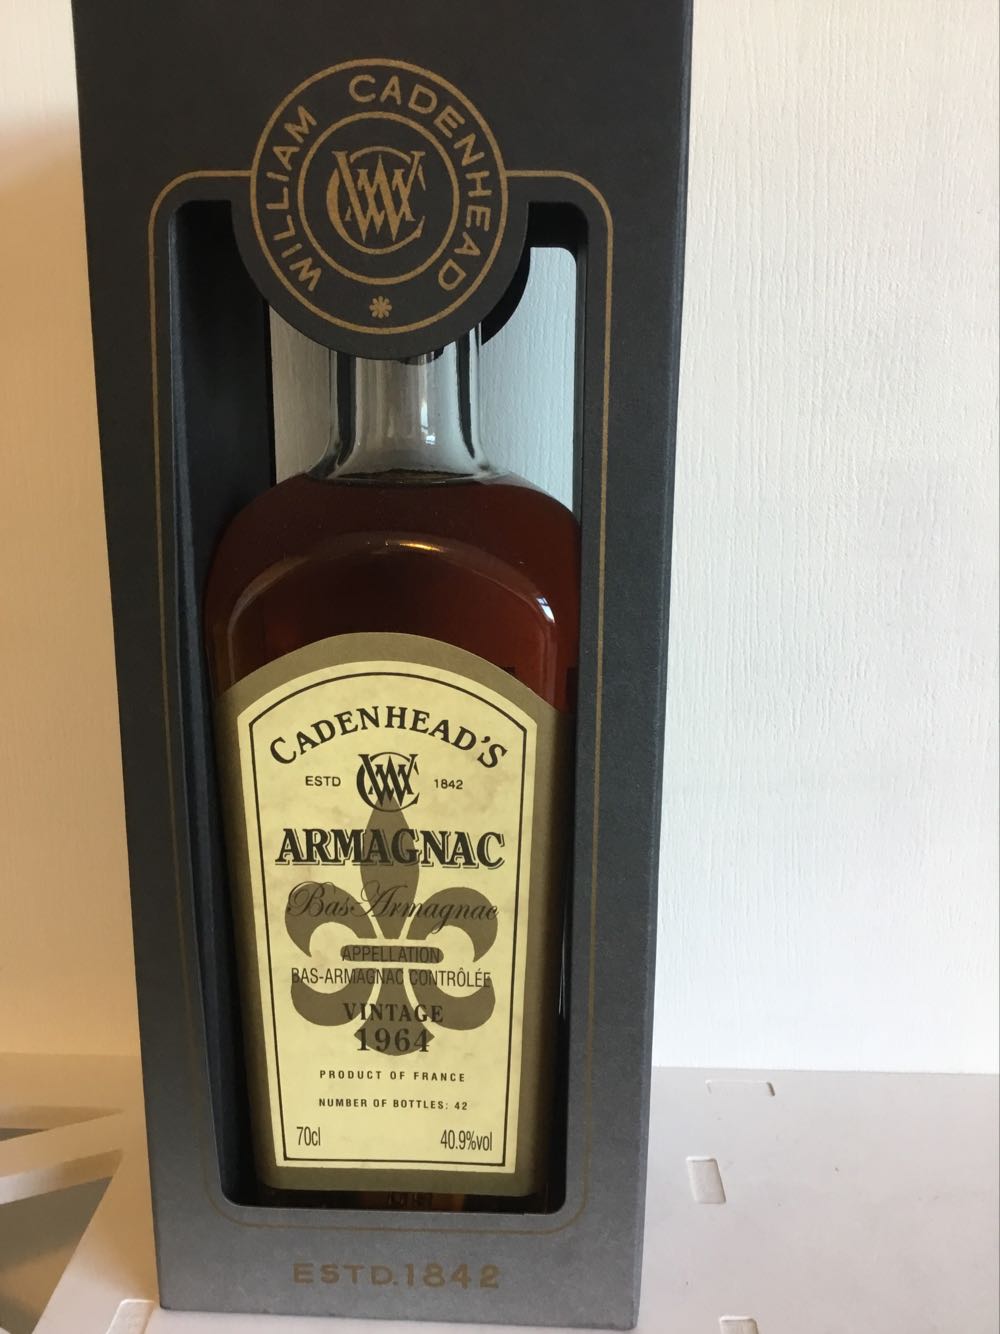 WILLIAM CADENHEAD
CADENHEAD'S
ESTD 1842
ARMAGNAC
Bas Armagnac
APPELLATION
BAS-ARMAGNAC CONTRÔLÉE
VINTAGE
1964
PRODUCT OF FRANCE
NUMBER OF BOTTLES: 42
70cl 40.9%vol
ESTD.1842